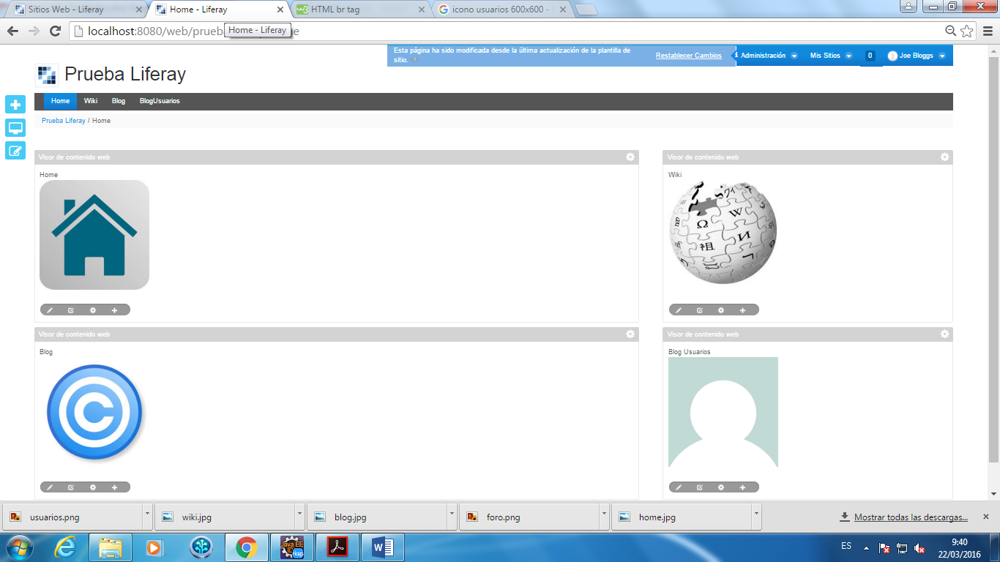 Sitios Web - Liferay
Home - Liferay
HTML br tag
icono usuarios 600x600 -
localhost:8080/web/prueb
e
Home - Liferay
Esta página ha sido modificada desde la última actualización de la plantilla de
sitio.
Restablecer Cambios
Administración
Mis Sitios
0
Joe Bloggs
Prueba Liferay
Home
Wiki
Blog
BlogUsuarios
Prueba Liferay / Home
Visor de contenido web
Visor de contenido web
Home
Wiki
Ω
W
И
祖
Visor de contenido web
Visor de contenido web
Blog
Blog Usuarios
C
usuarios.png
wiki.jpg
blog.jpg
foro.png
home.jpg
Mostrar todas las descargas...
Java EE
IDE
rksp
W
ES
9:40
22/03/2016